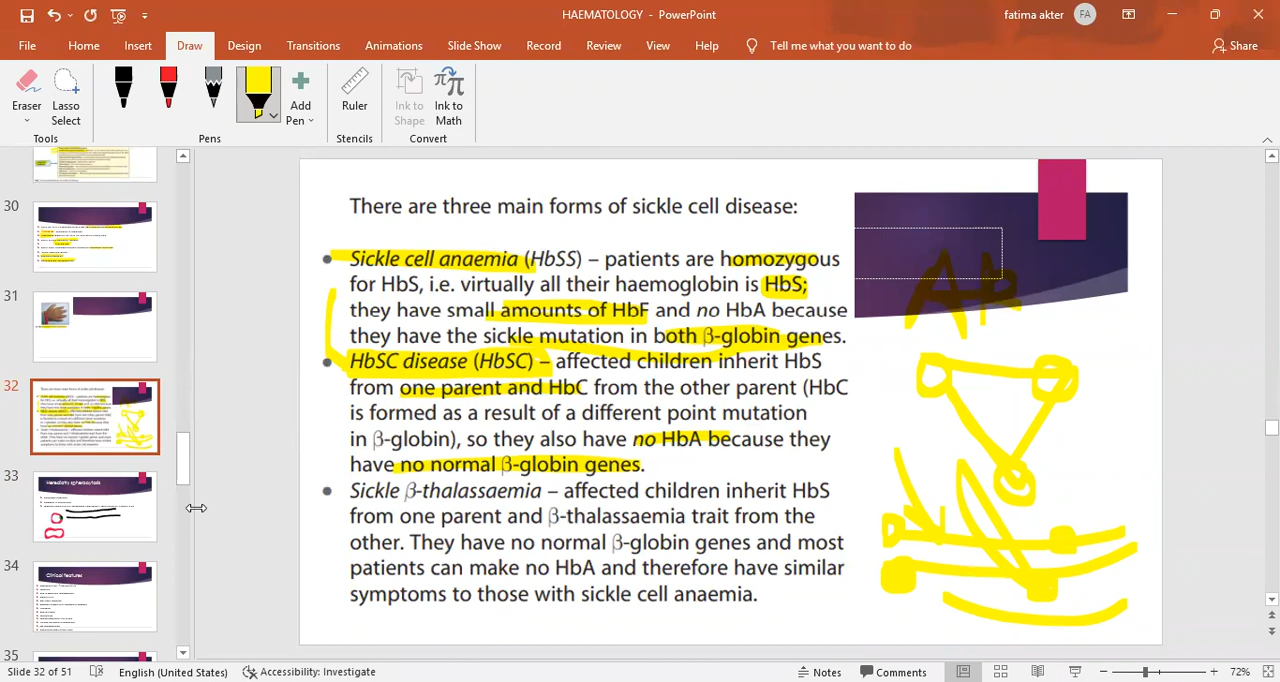 HAEMATOLOGY - PowerPoint
fatima akter FA
File Home Insert Draw Design Transitions Animations Slide Show Record Review View Help Tell me what you want to do Share
Eraser Lasso Select
Add Pen
Ruler
Ink to Shape
Ink to Math
Tools Pens Stencils Convert
30
31
32
33
Hereditary spherocytosis
34
Clinical features
35
There are three main forms of sickle cell disease:
• Sickle cell anaemia (HbSS) – patients are homozygous
for HbS, i.e. virtually all their haemoglobin is HbS;
they have small amounts of HbF and no HbA because
they have the sickle mutation in both β-globin genes.
• HbSC disease (HbSC) – affected children inherit HbS
from one parent and HbC from the other parent (HbC
is formed as a result of a different point mutation
in β-globin), so they also have no HbA because they
have no normal β-globin genes.
• Sickle β-thalassaemia – affected children inherit HbS
from one parent and β-thalassaemia trait from the
other. They have no normal β-globin genes and most
patients can make no HbA and therefore have similar
symptoms to those with sickle cell anaemia.
Slide 32 of 51 English (United States) Accessibility: Investigate Notes Comments 72%